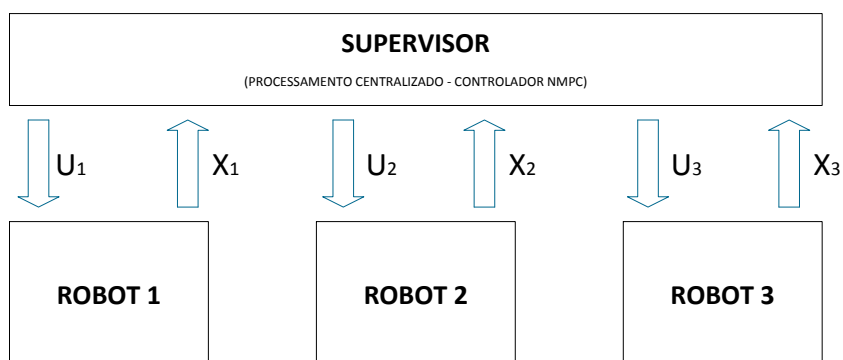 SUPERVISOR
(PROCESSAMENTO CENTRALIZADO - CONTROLADOR NMPC)
U1 X1 U2 X2 U3 X3
ROBOT 1 ROBOT 2 ROBOT 3